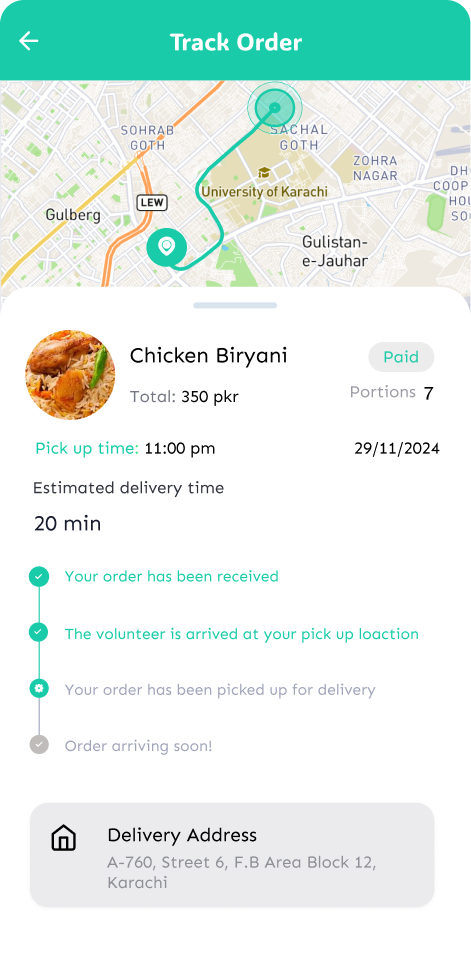 Track Order
SOHRAB
GOTH
SACHAL
GOTH
ZOHRA
NAGAR
DH
COOP
HOU
SOC
University of Karachi
LEW
Gulberg
Gulistan-
e-Jauhar
Chicken Biryani
Paid
Total: 350 pkr
Portions 7
Pick up time: 11:00 pm
29/11/2024
Estimated delivery time
20 min
Your order has been received
The volunteer is arrived at your pick up loaction
Your order has been picked up for delivery
Order arriving soon!
Delivery Address
A-760, Street 6, F.B Area Block 12,
Karachi